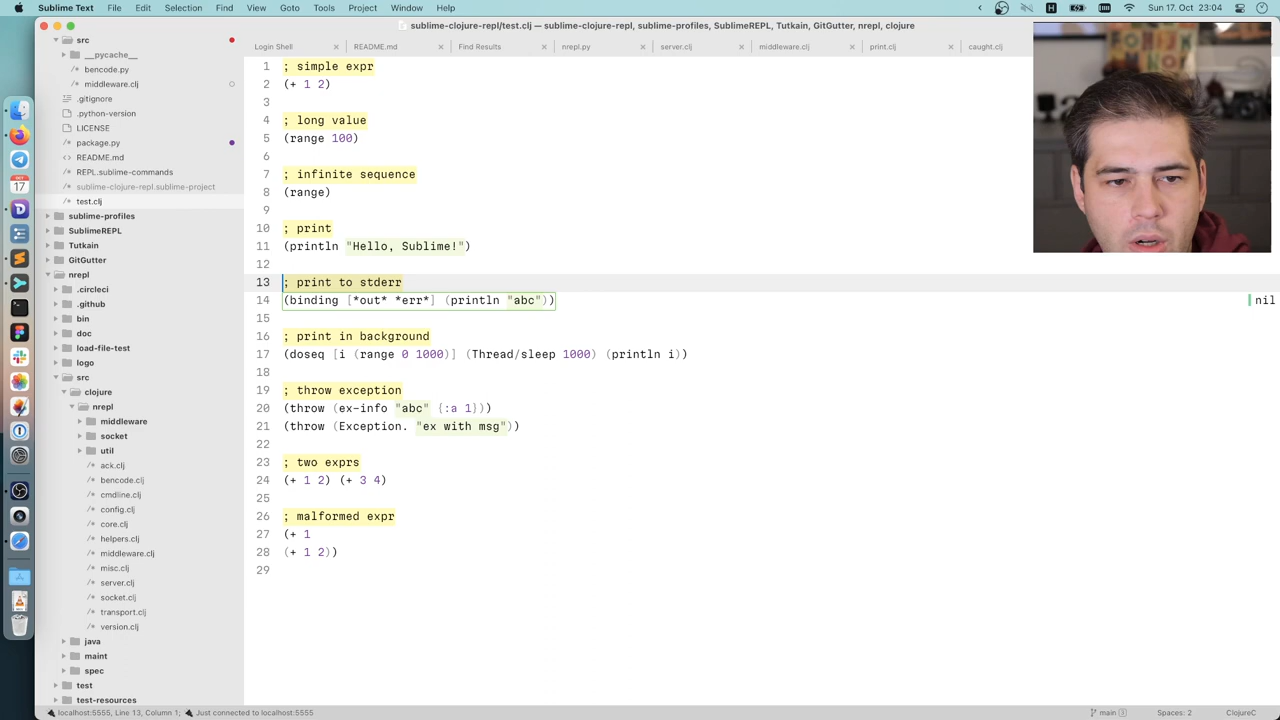 Sublime Text File Edit Selection Find View Goto Tools Project Window Help
Sun 17. Oct 23:04
sublime-clojure-repl/test.clj — sublime-clojure-repl, sublime-profiles, SublimeREPL, Tutkain, GitGutter, nrepl, clojure
Login Shell
README.md
Find Results
nrepl.py
server.clj
middleware.clj
print.clj
caught.clj
src
__pycache__
bencode.py
middleware.clj
.gitignore
.python-version
LICENSE
package.py
README.md
REPL.sublime-commands
sublime-clojure-repl.sublime-project
test.clj
sublime-profiles
SublimeREPL
Tutkain
GitGutter
nrepl
.circleci
.github
bin
doc
load-file-test
logo
src
clojure
nrepl
middleware
socket
util
ack.clj
bencode.clj
cmdline.clj
config.clj
core.clj
helpers.clj
middleware.clj
misc.clj
server.clj
socket.clj
transport.clj
version.clj
java
maint
spec
test
test-resources
OCT
17
1 ; simple expr
2 (+ 1 2)
3
4 ; long value
5 (range 100)
6
7 ; infinite sequence
8 (range)
9
10 ; print
11 (println "Hello, Sublime!")
12
13 ; print to stderr
14 (binding [*out* *err*] (println "abc")) nil
15
16 ; print in background
17 (doseq [i (range 0 1000)] (Thread/sleep 1000) (println i))
18
19 ; throw exception
20 (throw (ex-info "abc" {:a 1}))
21 (throw (Exception. "ex with msg"))
22
23 ; two exprs
24 (+ 1 2) (+ 3 4)
25
26 ; malformed expr
27 (+ 1
28 (+ 1 2))
29
localhost:5555, Line 13, Column 1; Just connected to localhost:5555
main 3
Spaces: 2
ClojureC